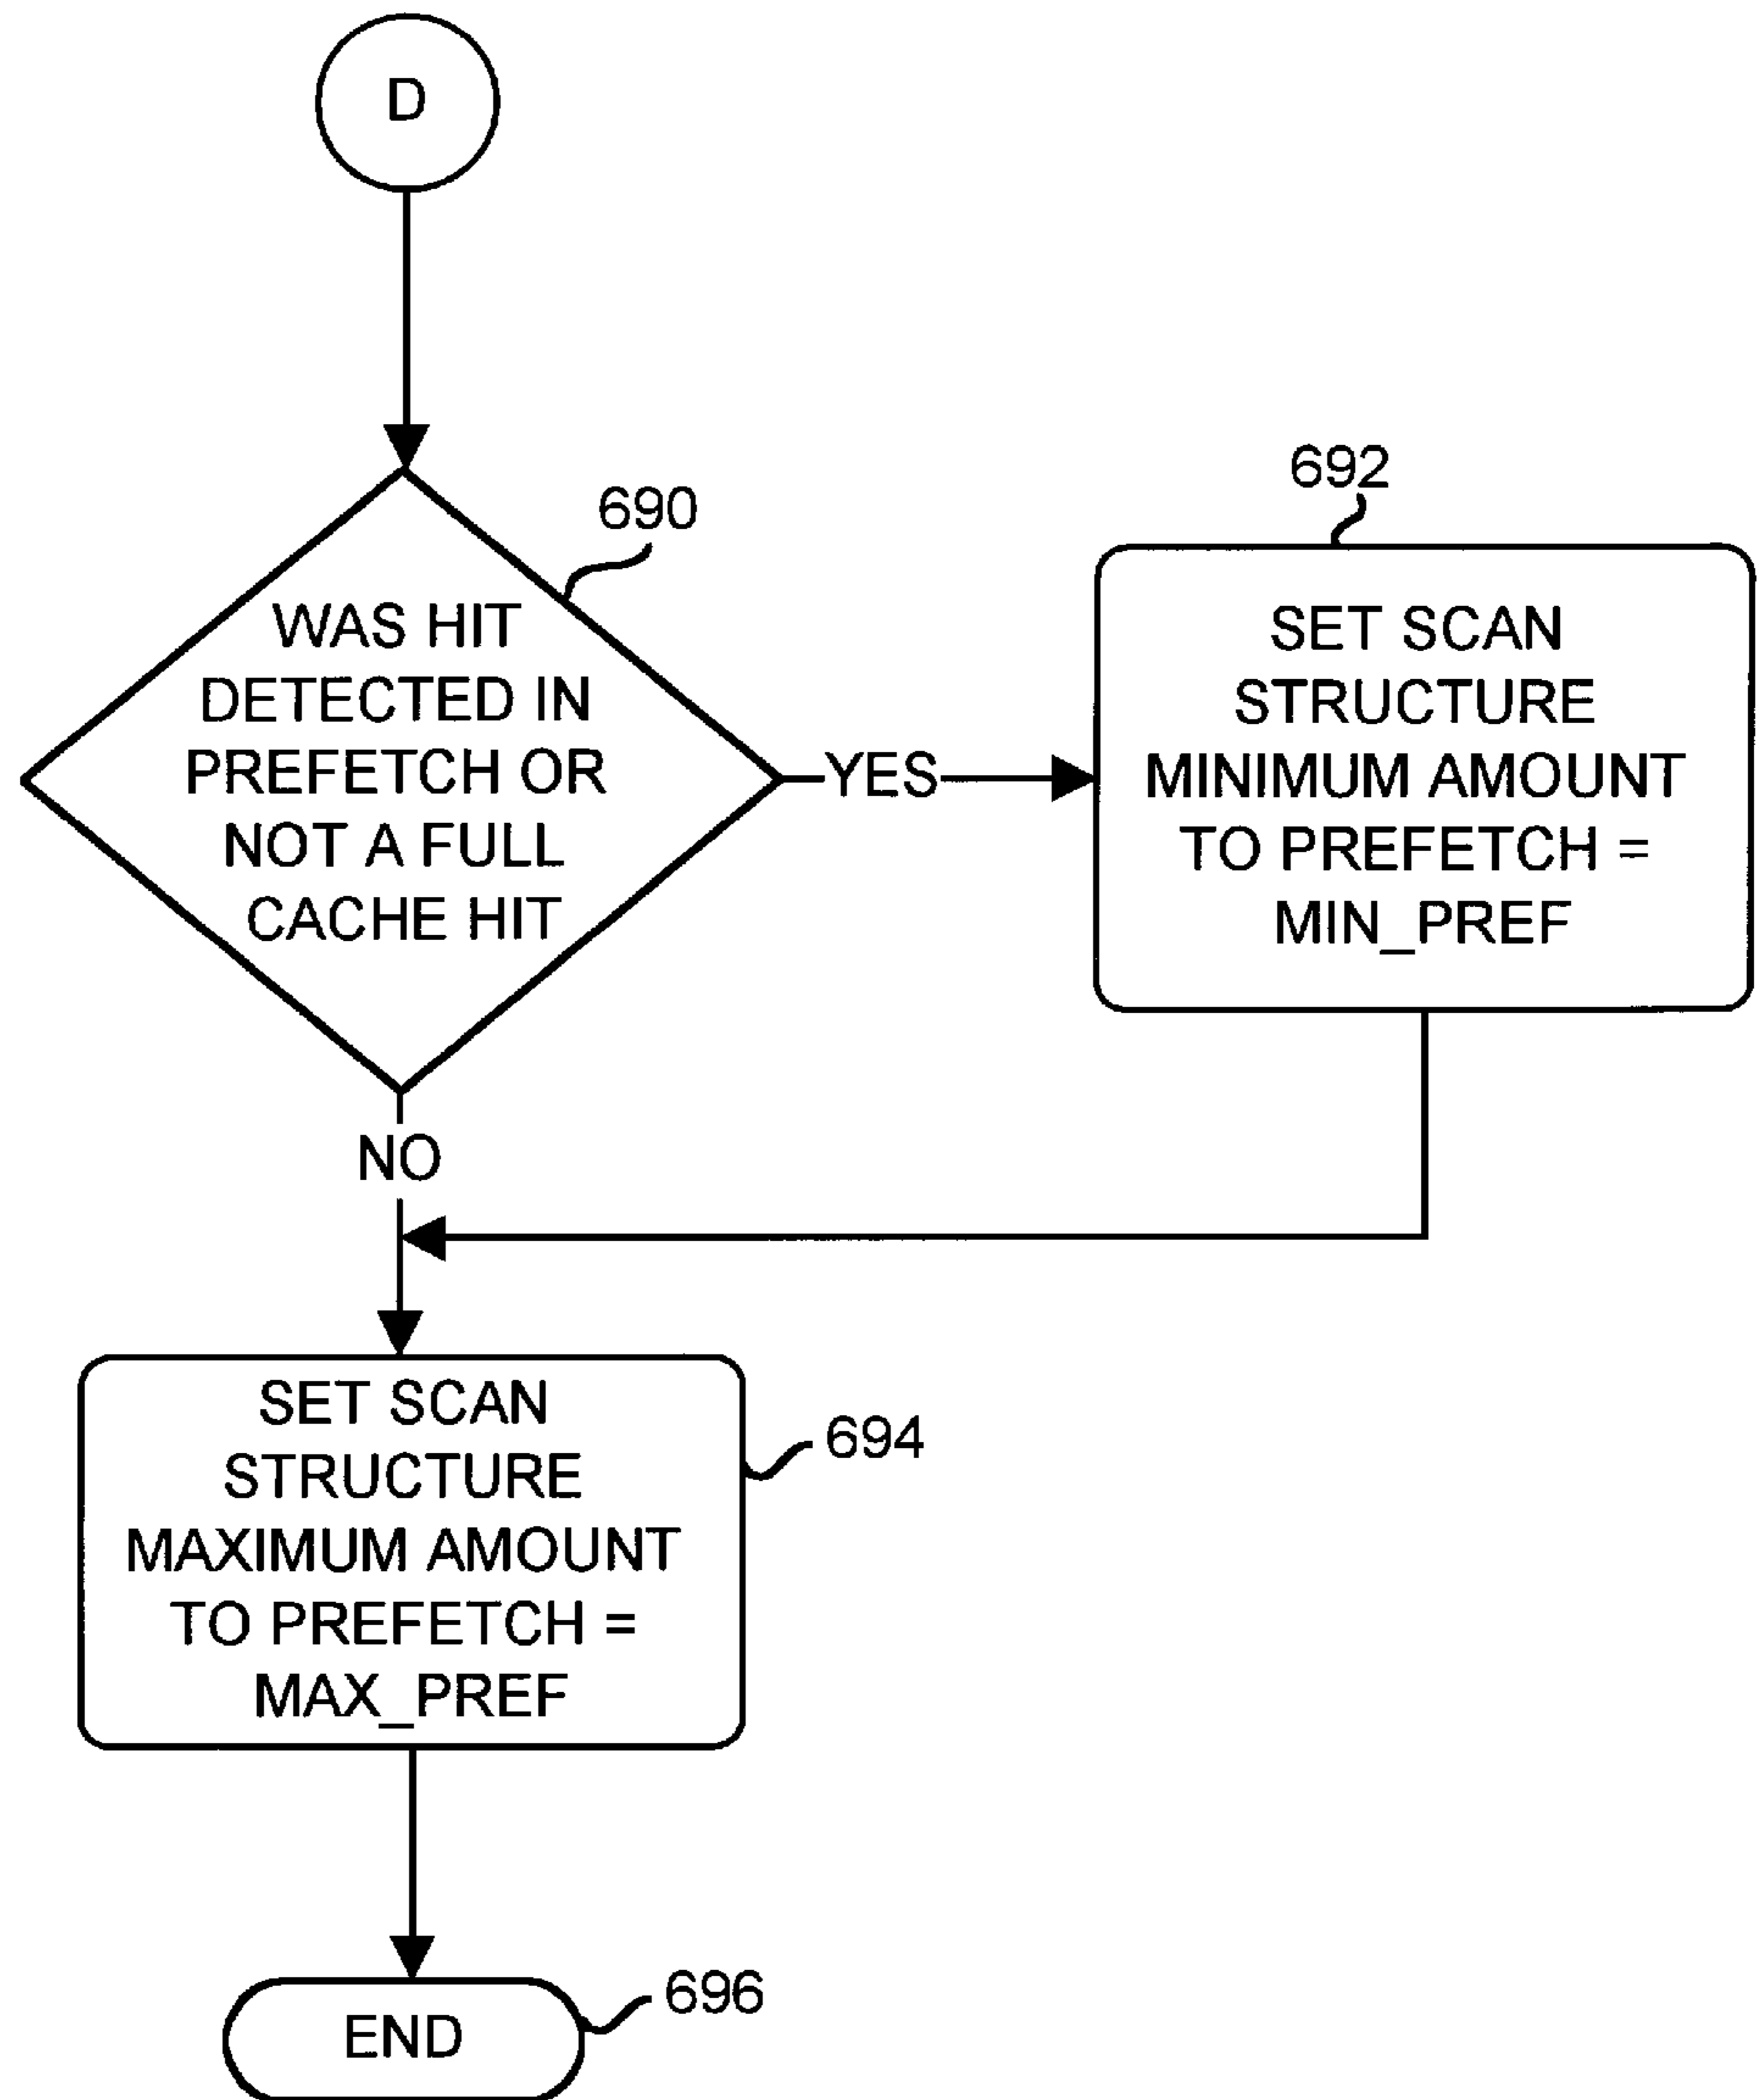 D
690
WAS HIT
DETECTED IN
PREFETCH OR
NOT A FULL
CACHE HIT
YES
692
SET SCAN
STRUCTURE
MINIMUM AMOUNT
TO PREFETCH =
MIN_PREF
NO
SET SCAN
STRUCTURE
MAXIMUM AMOUNT
TO PREFETCH =
MAX_PREF
694
END
696